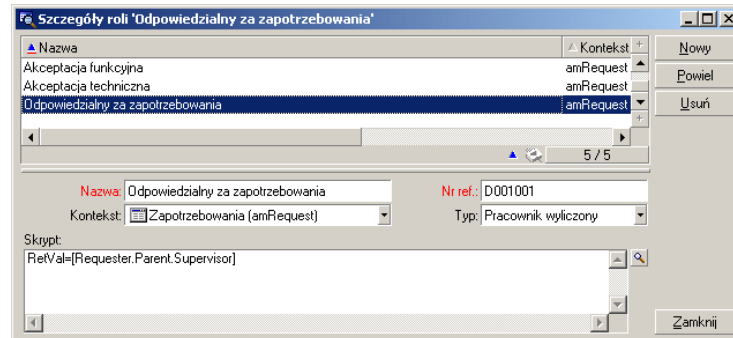 Szczegóły roli 'Odpowiedzialny za zapotrzebowania'
Nazwa Kontekst
Nowy
Akceptacja funkcyjna amRequest
Powiel
Akceptacja techniczna amRequest
Odpowiedzialny za zapotrzebowania amRequest
Usuń
5/5
Nazwa: Odpowiedzialny za zapotrzebowania Nr ref.: D001001
Kontekst: Zapotrzebowania (amRequest) Typ: Pracownik wyliczony
Skrypt:
RetVal=[Requester.Parent.Supervisor]
Zamknij